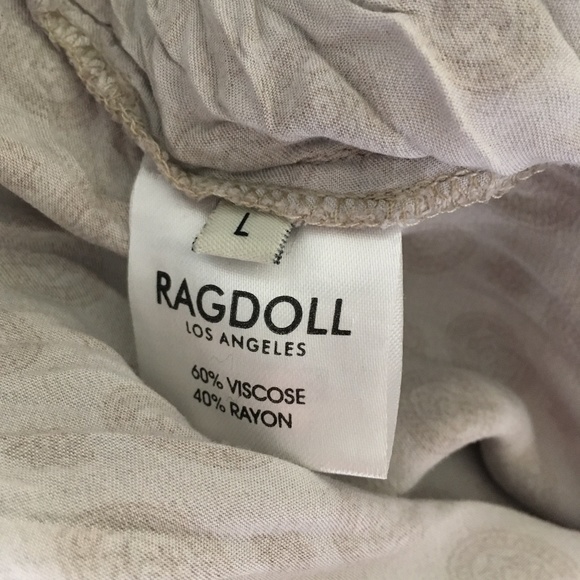 L
RAGDOLL
LOS ANGELES
60% VISCOSE
40% RAYON